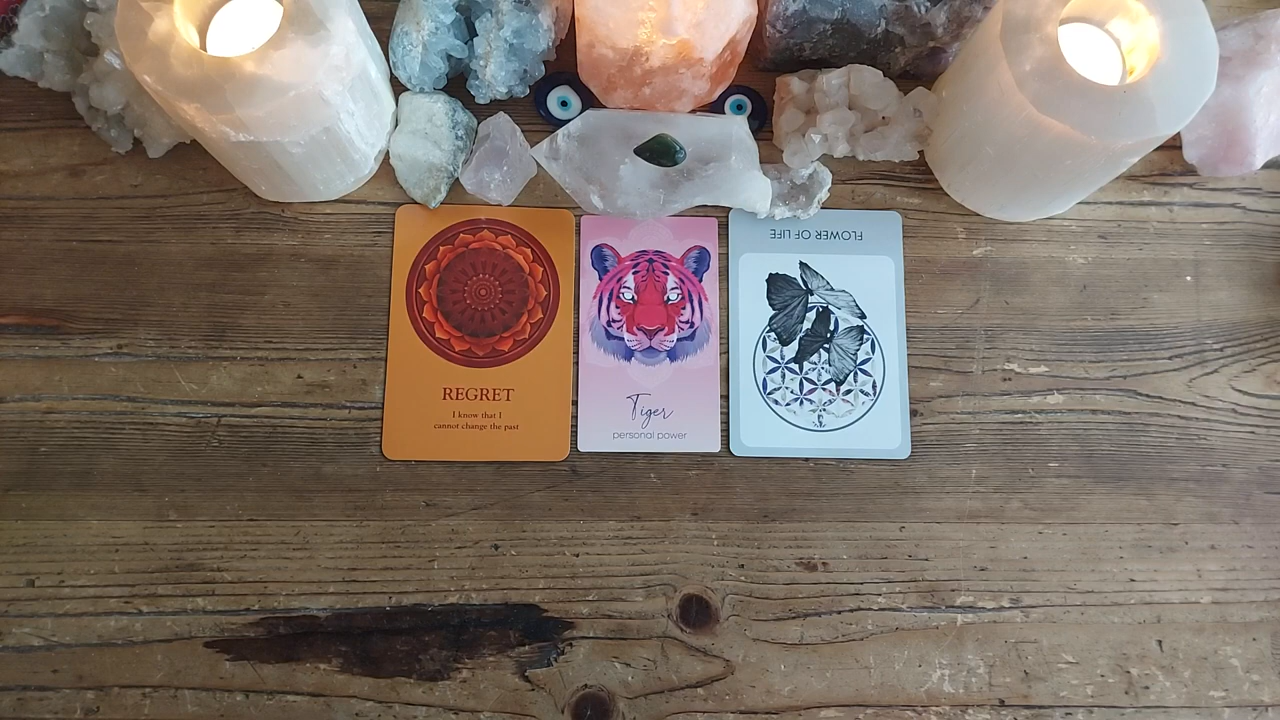 REGRET
I know that I
cannot change the past
Tiger
personal power
FLOWER OF LIFE